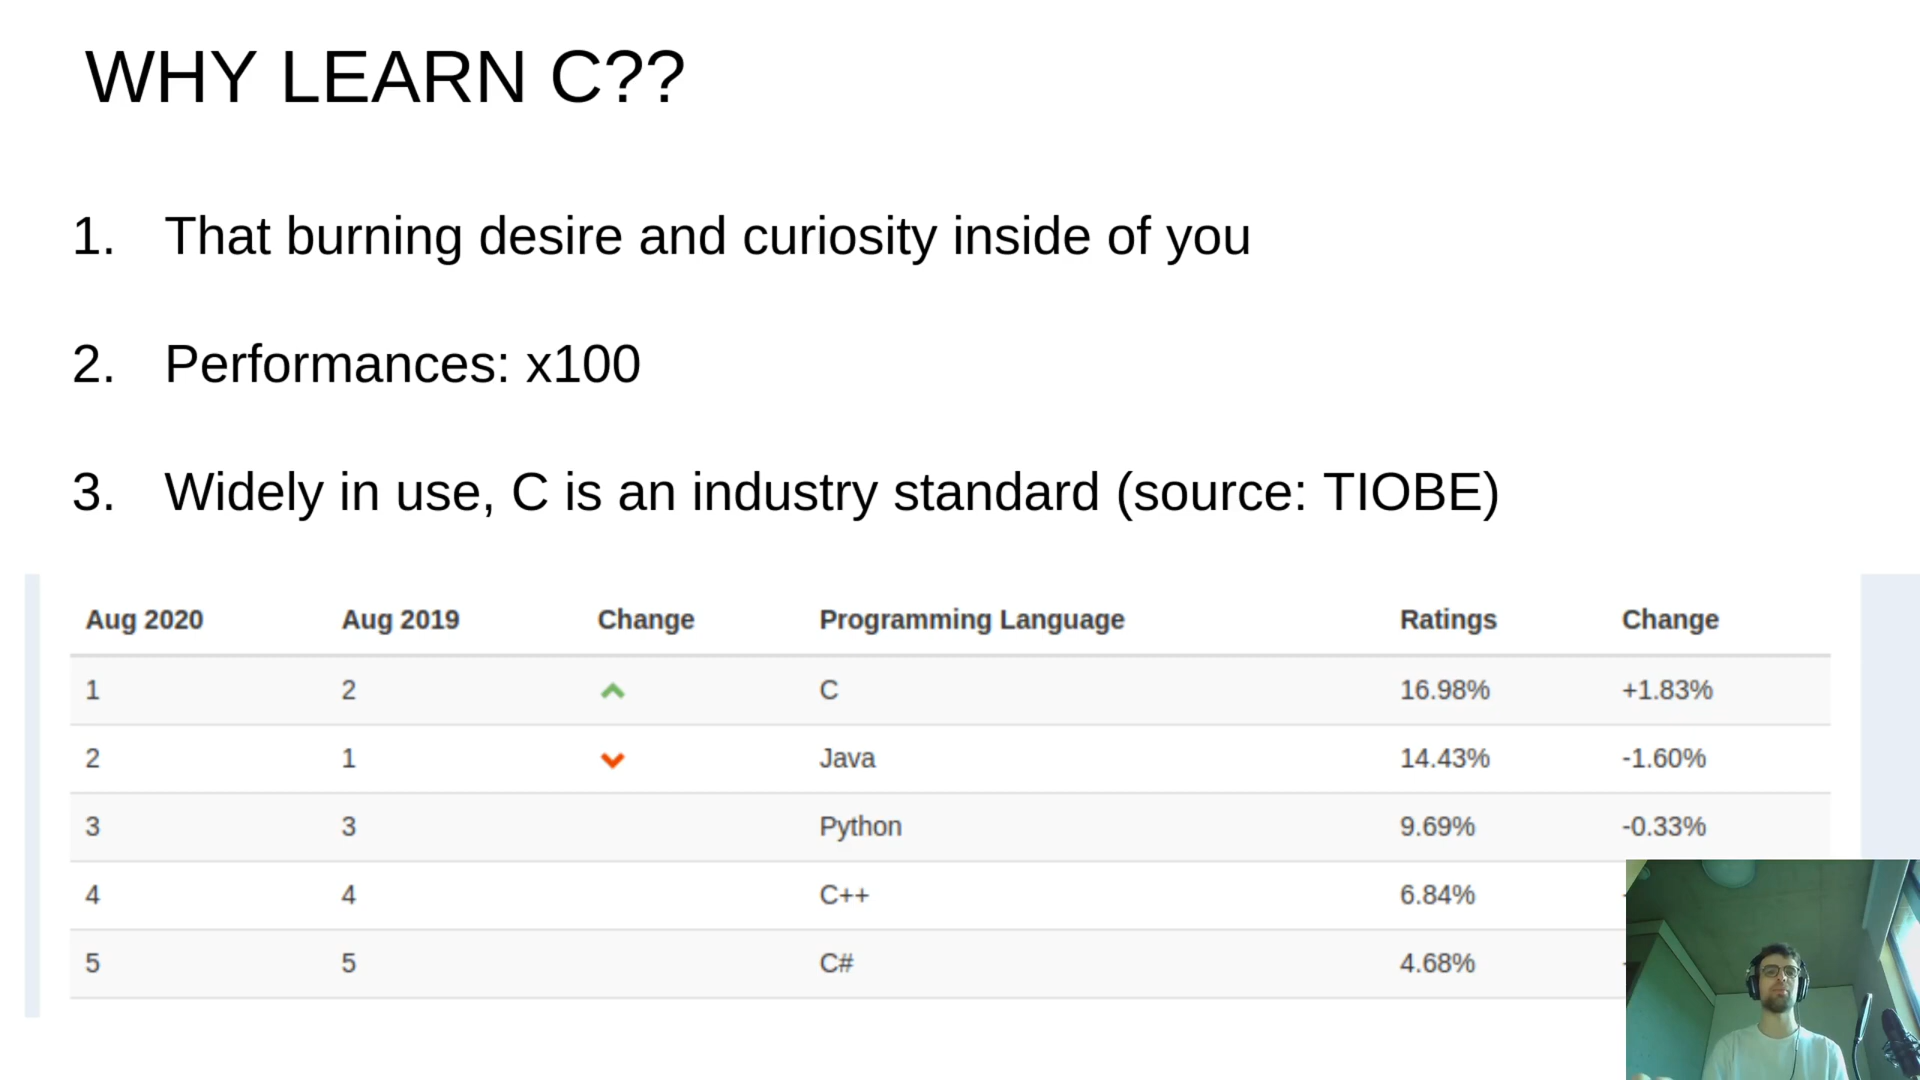 WHY LEARN C??
1. That burning desire and curiosity inside of you
2. Performances: x100
3. Widely in use, C is an industry standard (source: TIOBE)
Aug 2020 Aug 2019 Change Programming Language Ratings Change
1 2 C 16.98% +1.83%
2 1 Java 14.43% -1.60%
3 3 Python 9.69% -0.33%
4 4 C++ 6.84%
5 5 C# 4.68%